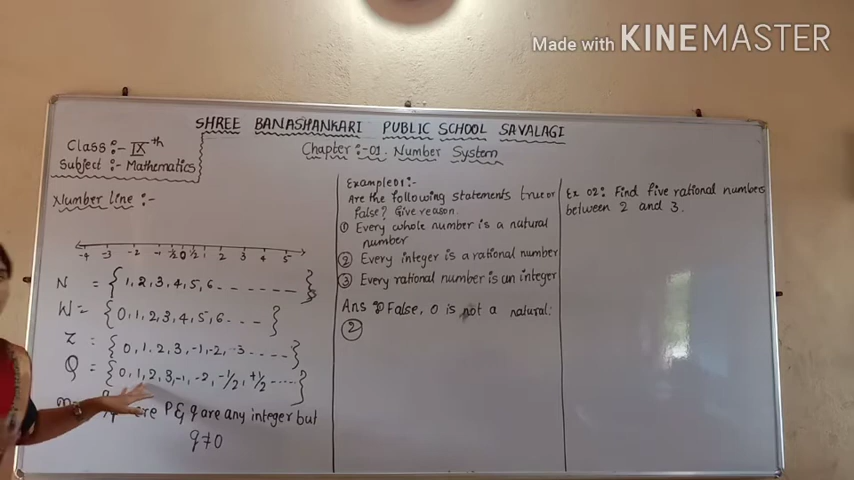 Made with KINEMASTER
SHREE BANASHANKARI PUBLIC SCHOOL SAVALAGI
Class:- IXth
Subject:- Mathematics
Chapter:-01. Number System
Number line:-
-4 -3 -2 -1 -1/2 0 1/2 1 2 3 4 5
N = {1,2,3,4,5,6 - - - - - - - -}
W = {0,1,2,3,4,5,6 - - - -}
Z = {0,1,2,3,-1,-2,-3 - - - - -}
Q = {0,1,2,3,-1,-2,-1/2,+1/2 - - - - -}
P & q are any integer but
q ≠ 0
Example 01:-
Are the following statements true or
False? Give reason.
① Every whole number is a natural
number
② Every integer is a rational number
③ Every rational number is an integer
Ans ① False, 0 is not a natural.
②
Ex 02: Find five rational numbers
between 2 and 3.